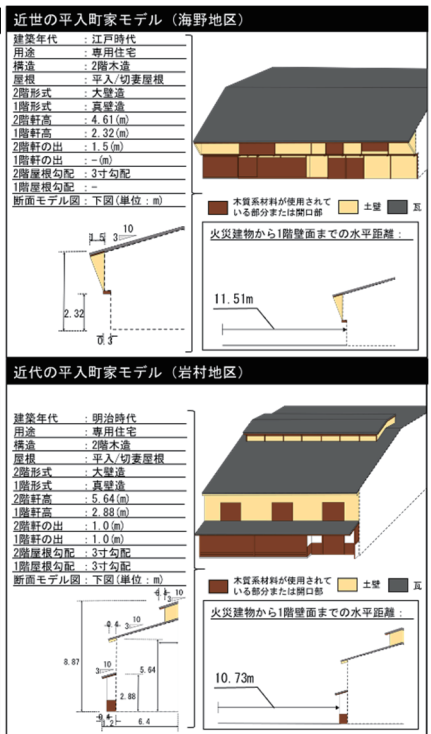 近世の平入町家モデル（海野地区）
建築年代　：江戸時代
用途　　　：専用住宅
構造　　　：2階木造
屋根　　　：平入/切妻屋根
2階形式　：大壁造
1階形式　：真壁造
2階軒高　：4.61(m)
1階軒高　：2.32(m)
2階軒の出　：1.5(m)
1階軒の出　：-(m)
2階屋根勾配　：3寸勾配
1階屋根勾配　：-
断面モデル図：下図(単位：m)
木質系材料が使用されて
いる部分または開口部
土壁
瓦
1.5
3
10
2.32
0.3
火災建物から1階壁面までの水平距離：
11.51m
近代の平入町家モデル（岩村地区）
建築年代　：明治時代
用途　　　：専用住宅
構造　　　：2階木造
屋根　　　：平入/切妻屋根
2階形式　：大壁造
1階形式　：真壁造
2階軒高　：5.64(m)
1階軒高　：2.88(m)
2階軒の出　：1.0(m)
1階軒の出　：1.0(m)
2階屋根勾配　：3寸勾配
1階屋根勾配　：3寸勾配
断面モデル図：下図(単位：m)
木質系材料が使用されて
いる部分または開口部
土壁
瓦
10
3
10
8.87
3
10
5.64
2.88
1.2
6.4
火災建物から1階壁面までの水平距離：
10.73m